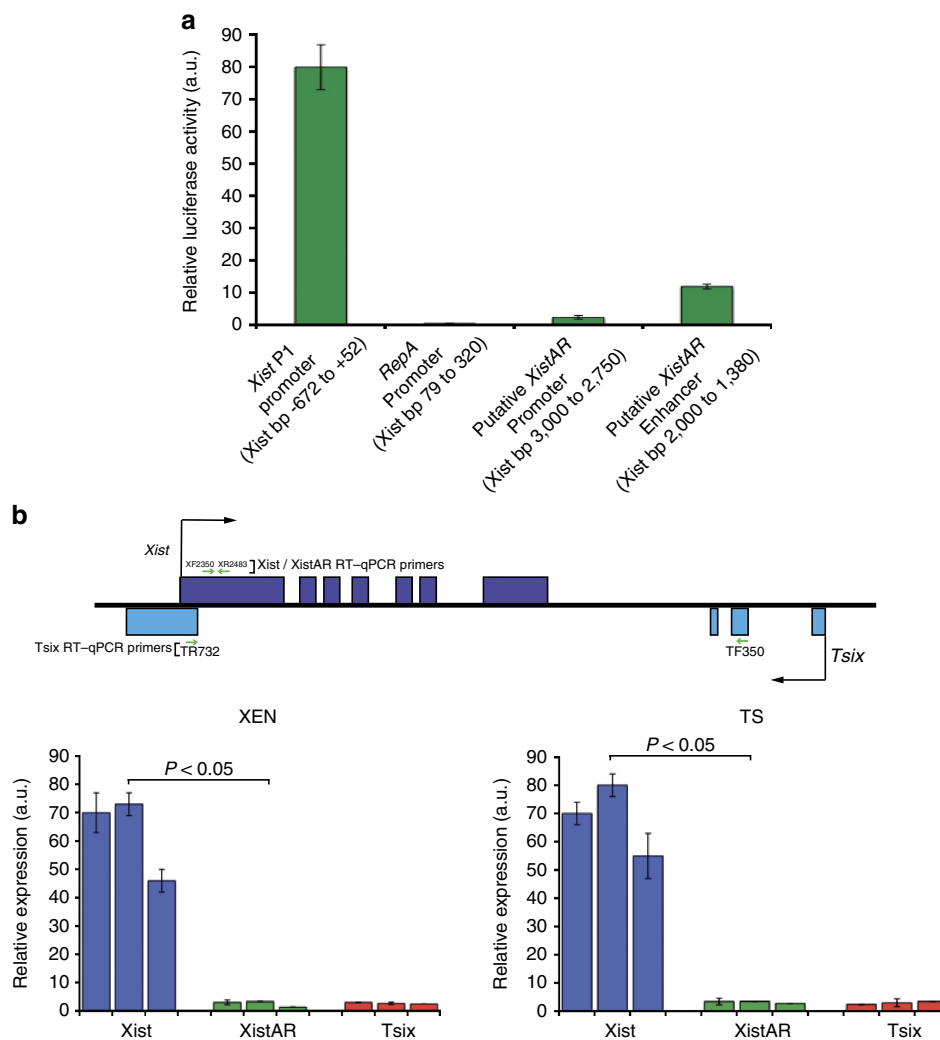 a
90
80
70
60
50
40
30
20
10
0
Relative luciferase activity (a.u.)
Xist P1
promoter
(Xist bp -672 to +52)
RepA
Promoter
(Xist bp 79 to 320)
Putative XistAR
Promoter
(Xist bp 3,000 to 2,750)
Putative XistAR
Enhancer
(Xist bp 2,000 to 1,380)
b
Xist
XF2350 XR2483
Xist / XistAR RT–qPCR primers
Tsix RT–qPCR primers
TR732
TF350
Tsix
XEN
P < 0.05
90
80
70
60
50
40
30
20
10
0
Relative expression (a.u.)
Xist XistAR Tsix
TS
P < 0.05
90
80
70
60
50
40
30
20
10
0
Relative expression (a.u.)
Xist XistAR Tsix